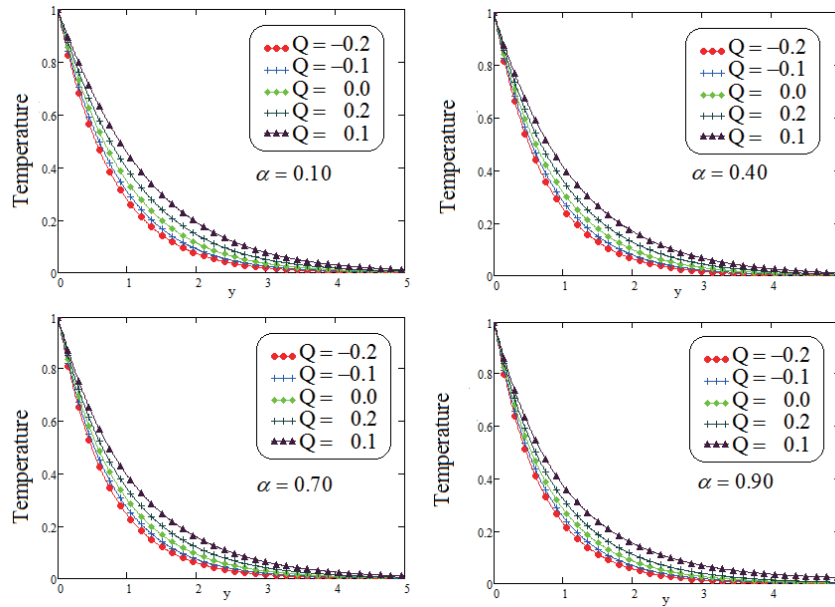 1
0.8
0.6
0.4
0.2
0
Temperature
Q = −0.2
Q = −0.1
Q = 0.0
Q = 0.2
Q = 0.1
α = 0.10
0 1 2 3 4 5
y
1
0.8
0.6
0.4
0.2
0
Temperature
Q = −0.2
Q = −0.1
Q = 0.0
Q = 0.2
Q = 0.1
α = 0.40
0 1 2 3 4
y
1
0.8
0.6
0.4
0.2
0
Temperature
Q = −0.2
Q = −0.1
Q = 0.0
Q = 0.2
Q = 0.1
α = 0.70
0 1 2 3 4 5
y
1
0.8
0.6
0.4
0.2
0
Temperature
Q = −0.2
Q = −0.1
Q = 0.0
Q = 0.2
Q = 0.1
α = 0.90
0 1 2 3 4
y